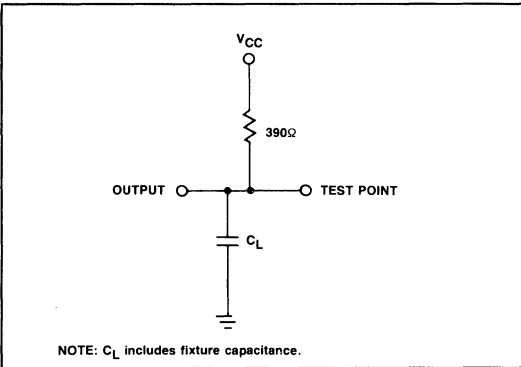 VCC
390Ω
OUTPUT
TEST POINT
CL
NOTE: CL includes fixture capacitance.